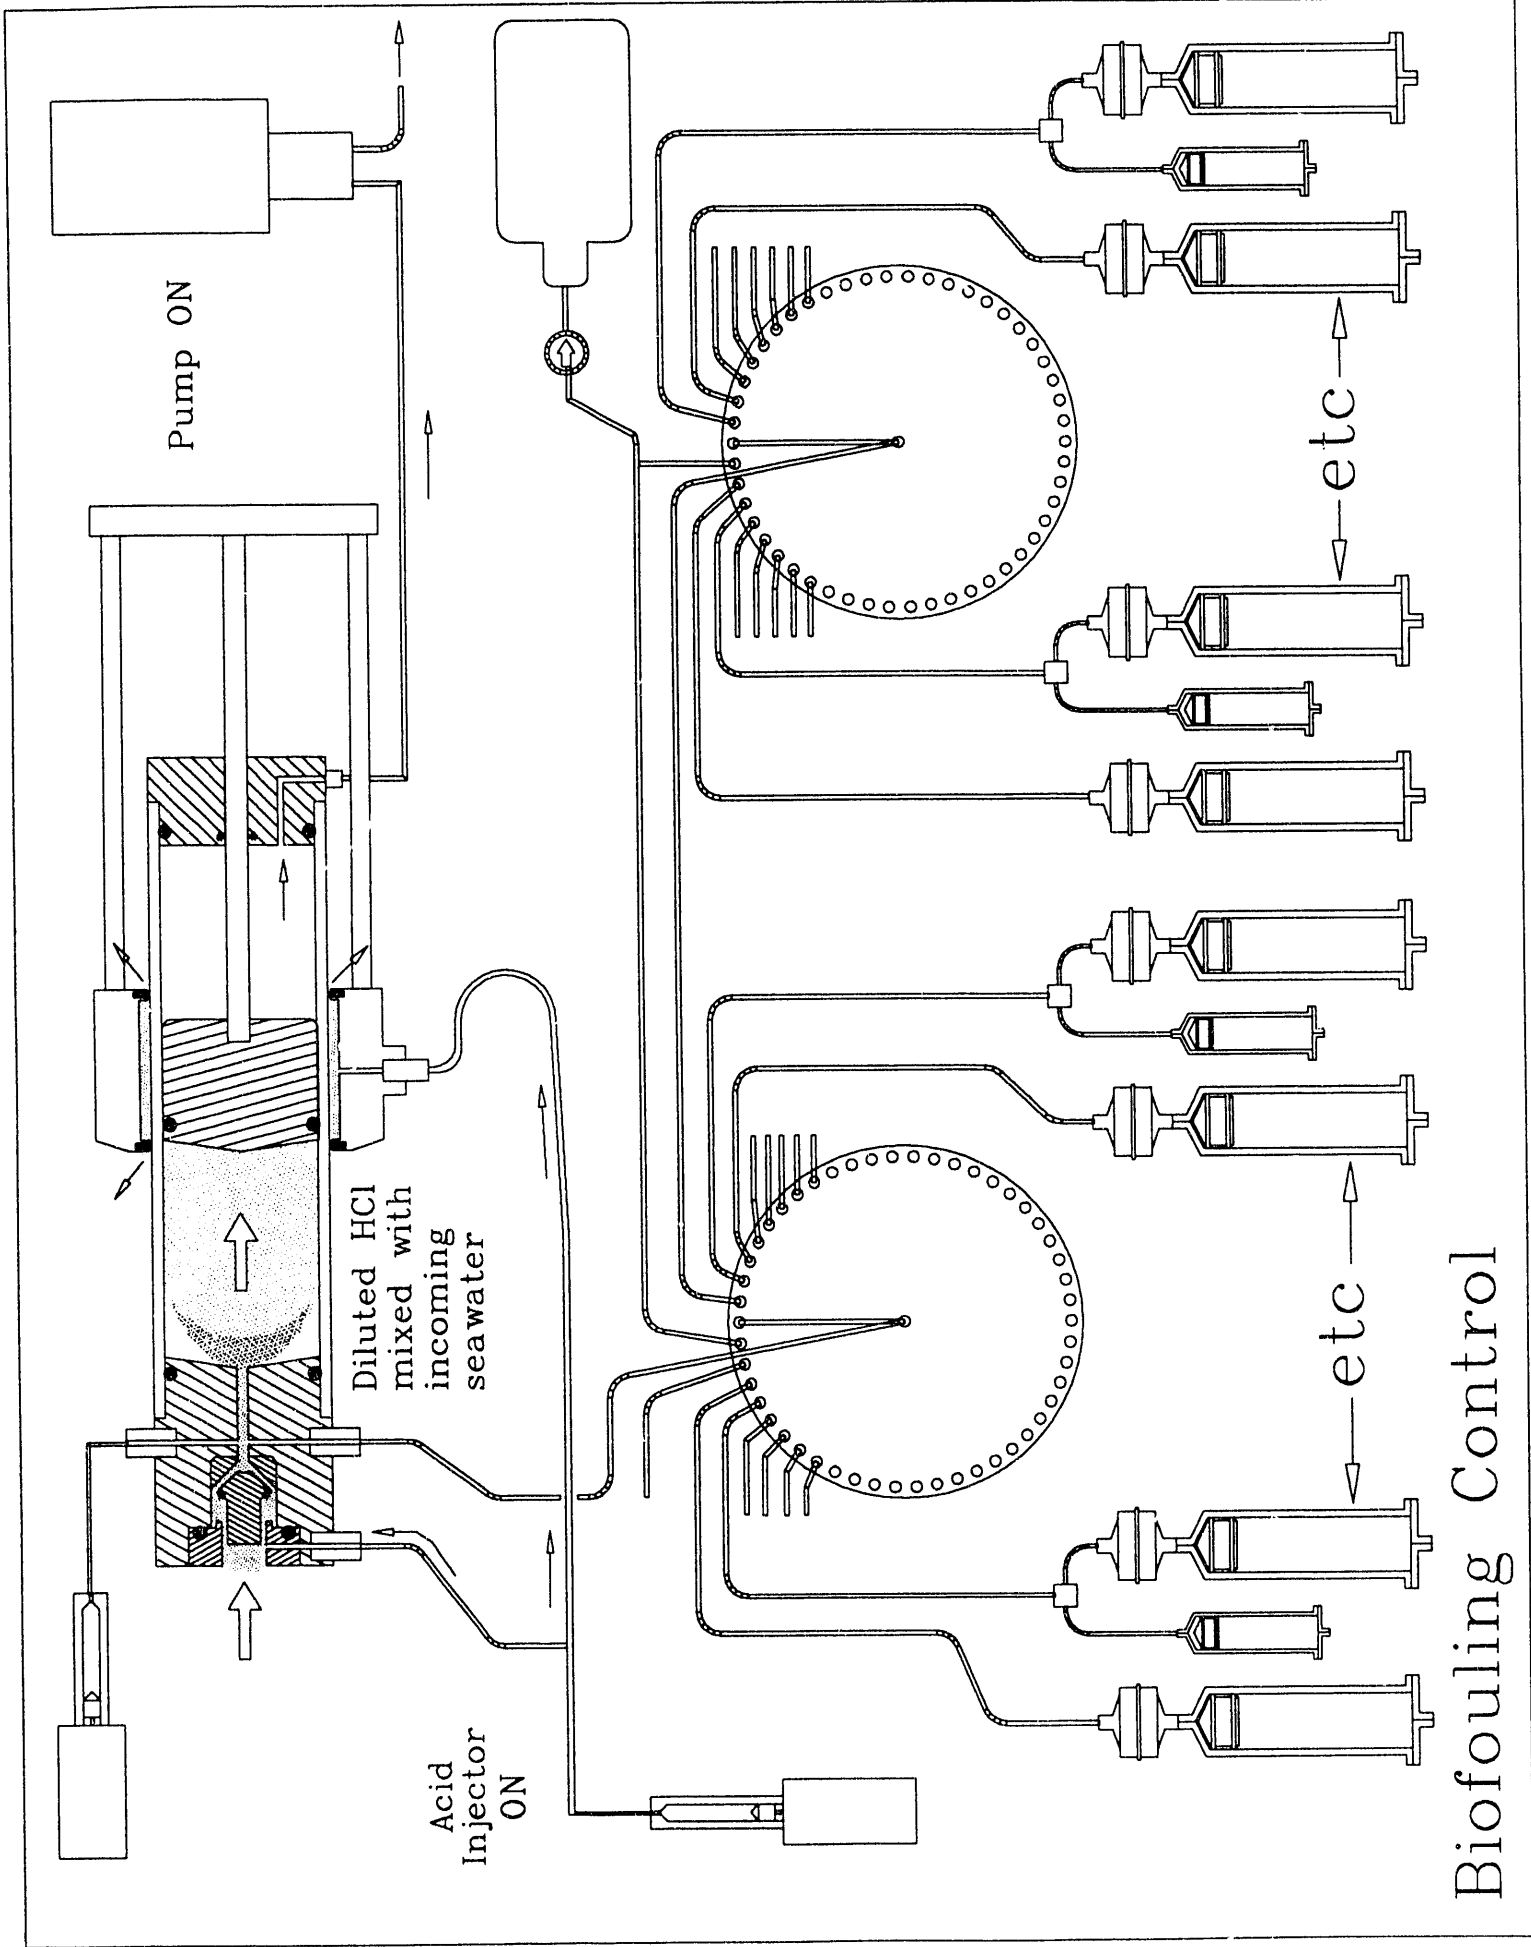 Pump ON
Diluted HCl
mixed with
incoming
seawater
Acid
Injector
ON
etc
etc
Biofouling Control